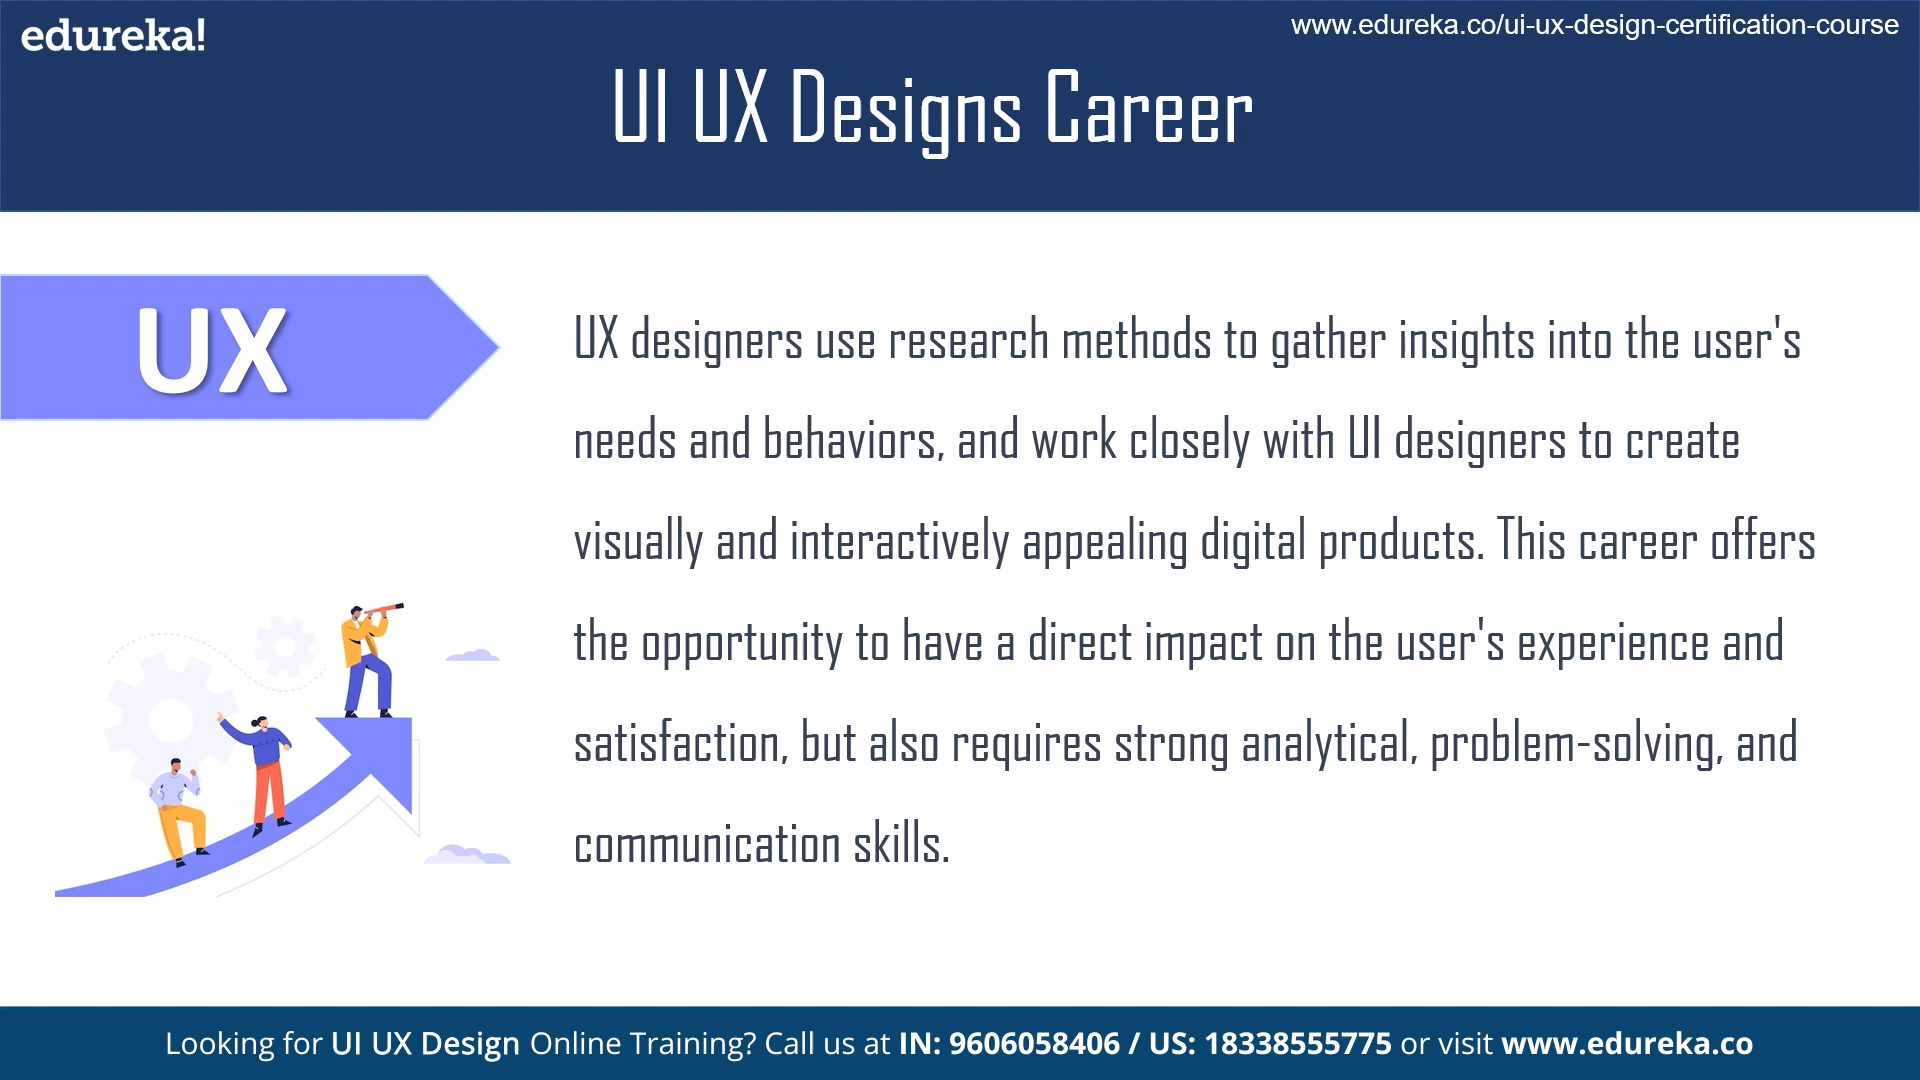 edureka!
www.edureka.co/ui-ux-design-certification-course
UI UX Designs Career
UX
UX designers use research methods to gather insights into the user's
needs and behaviors, and work closely with UI designers to create
visually and interactively appealing digital products. This career offers
the opportunity to have a direct impact on the user's experience and
satisfaction, but also requires strong analytical, problem-solving, and
communication skills.
Looking for UI UX Design Online Training? Call us at IN: 9606058406 / US: 18338555775 or visit www.edureka.co